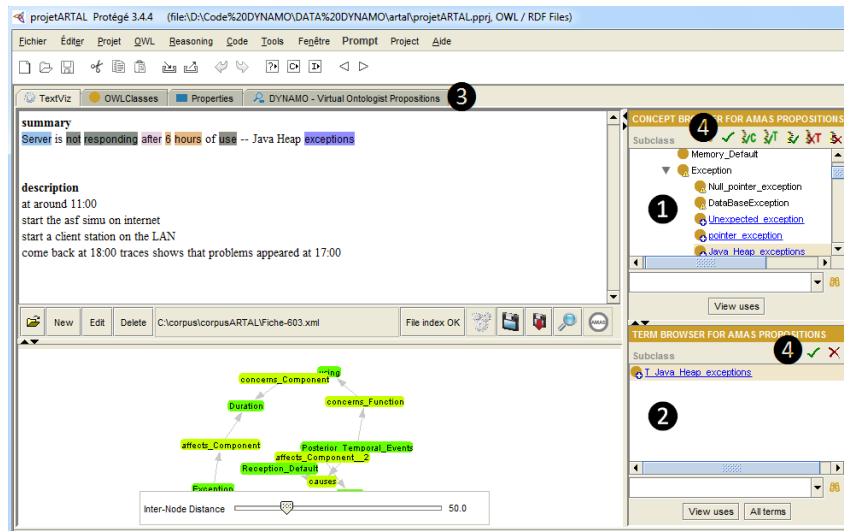 projetARTAL Protégé 3.4.4 (file:\D:\Code%20DYNAMO\DATA%20DYNAMO\artal\projetARTAL.pprj, OWL / RDF Files)
Fichier Éditer Projet OWL Reasoning Code Tools Fenêtre Prompt Project Aide
TextViz OWLClasses Properties DYNAMO - Virtual Ontologist Propositions 3
summary
Server is not responding after 6 hours of use -- Java Heap exceptions
description
at around 11:00
start the asf simu on internet
start a client station on the LAN
come back at 18:00 traces shows that problems appeared at 17:00
CONCEPT BROWSER FOR AMAS PROPOSITIONS
Subclass 4
Memory_Default
Exception
Null_pointer_exception
DataBaseException
1 Unexpected_exception
pointer_exception
Java_Heap_exceptions
View uses
New Edit Delete C:\corpus\corpusARTAL\Fiche-603.xml File index OK AMAS
TERM BROWSER FOR AMAS PROPOSITIONS
Subclass 4
T_Java_Heap_exceptions
2
View uses All terms
using
concerns_Component
Duration
concerns_Function
affects_Component
Posterior_Temporal_Events
affects_Component__2
Reception_Default
causes
Exception
Inter-Node Distance 50.0